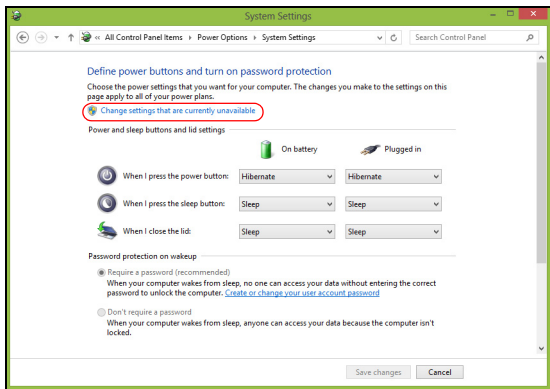 System Settings
« All Control Panel Items › Power Options › System Settings
Search Control Panel
Define power buttons and turn on password protection
Choose the power settings that you want for your computer. The changes you make to the settings on this
page apply to all of your power plans.
Change settings that are currently unavailable
Power and sleep buttons and lid settings
On battery Plugged in
When I press the power button: Hibernate Hibernate
When I press the sleep button: Sleep Sleep
When I close the lid: Sleep Sleep
Password protection on wakeup
Require a password (recommended)
When your computer wakes from sleep, no one can access your data without entering the correct
password to unlock the computer. Create or change your user account password
Don't require a password
When your computer wakes from sleep, anyone can access your data because the computer isn't
locked.
Save changes Cancel